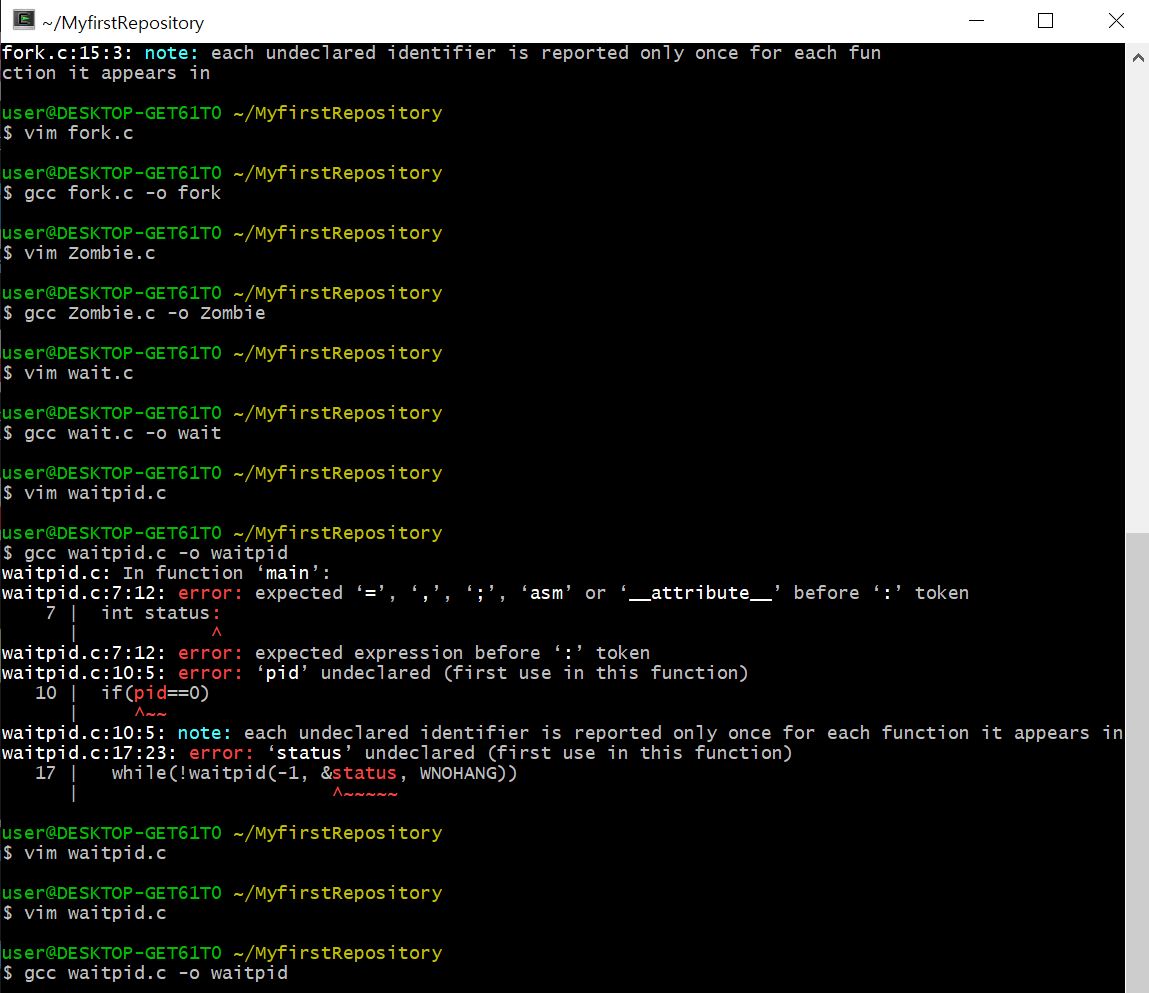 ~/MyfirstRepository
fork.c:15:3: note: each undeclared identifier is reported only once for each fun
ction it appears in
user@DESKTOP-GET61T0 ~/MyfirstRepository
$ vim fork.c
user@DESKTOP-GET61T0 ~/MyfirstRepository
$ gcc fork.c -o fork
user@DESKTOP-GET61T0 ~/MyfirstRepository
$ vim Zombie.c
user@DESKTOP-GET61T0 ~/MyfirstRepository
$ gcc Zombie.c -o Zombie
user@DESKTOP-GET61T0 ~/MyfirstRepository
$ vim wait.c
user@DESKTOP-GET61T0 ~/MyfirstRepository
$ gcc wait.c -o wait
user@DESKTOP-GET61T0 ~/MyfirstRepository
$ vim waitpid.c
user@DESKTOP-GET61T0 ~/MyfirstRepository
$ gcc waitpid.c -o waitpid
waitpid.c: In function ‘main’:
waitpid.c:7:12: error: expected ‘=’, ‘,’, ‘;’, ‘asm’ or ‘__attribute__’ before ‘:’ token
    7 |  int status:
      |            ^
waitpid.c:7:12: error: expected expression before ‘:’ token
waitpid.c:10:5: error: ‘pid’ undeclared (first use in this function)
   10 |  if(pid==0)
      |     ^~~
waitpid.c:10:5: note: each undeclared identifier is reported only once for each function it appears in
waitpid.c:17:23: error: ‘status’ undeclared (first use in this function)
   17 |   while(!waitpid(-1, &status, WNOHANG))
      |                       ^~~~~~
user@DESKTOP-GET61T0 ~/MyfirstRepository
$ vim waitpid.c
user@DESKTOP-GET61T0 ~/MyfirstRepository
$ vim waitpid.c
user@DESKTOP-GET61T0 ~/MyfirstRepository
$ gcc waitpid.c -o waitpid